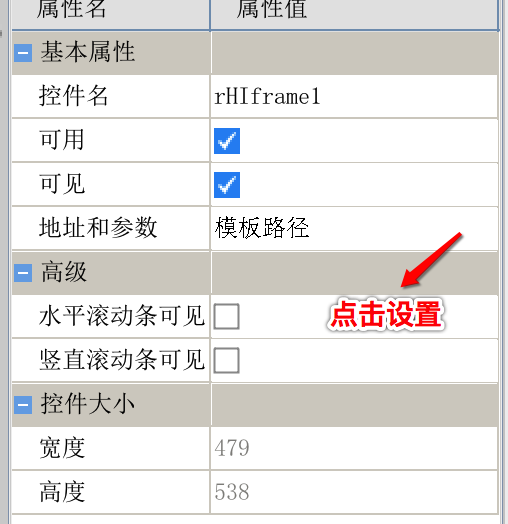 属性名 属性值
基本属性
控件名 rHIframe1
可用
可见
地址和参数 模板路径
高级
水平滚动条可见 点击设置
竖直滚动条可见
控件大小
宽度 479
高度 538